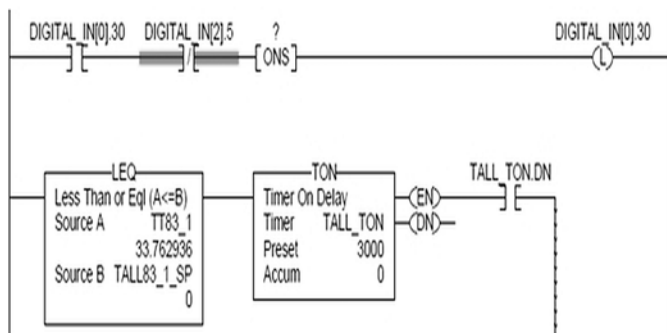 DIGITAL_IN[0].30 DIGITAL_IN[2].5 ? DIGITAL_IN[0].30
ONS L
LEQ
Less Than or Eql (A<=B)
Source A TT83_1
33.762936
Source B TALL83_1_SP
0
TON
Timer On Delay
Timer TALL_TON
Preset 3000
Accum 0
EN
DN
TALL_TON.DN